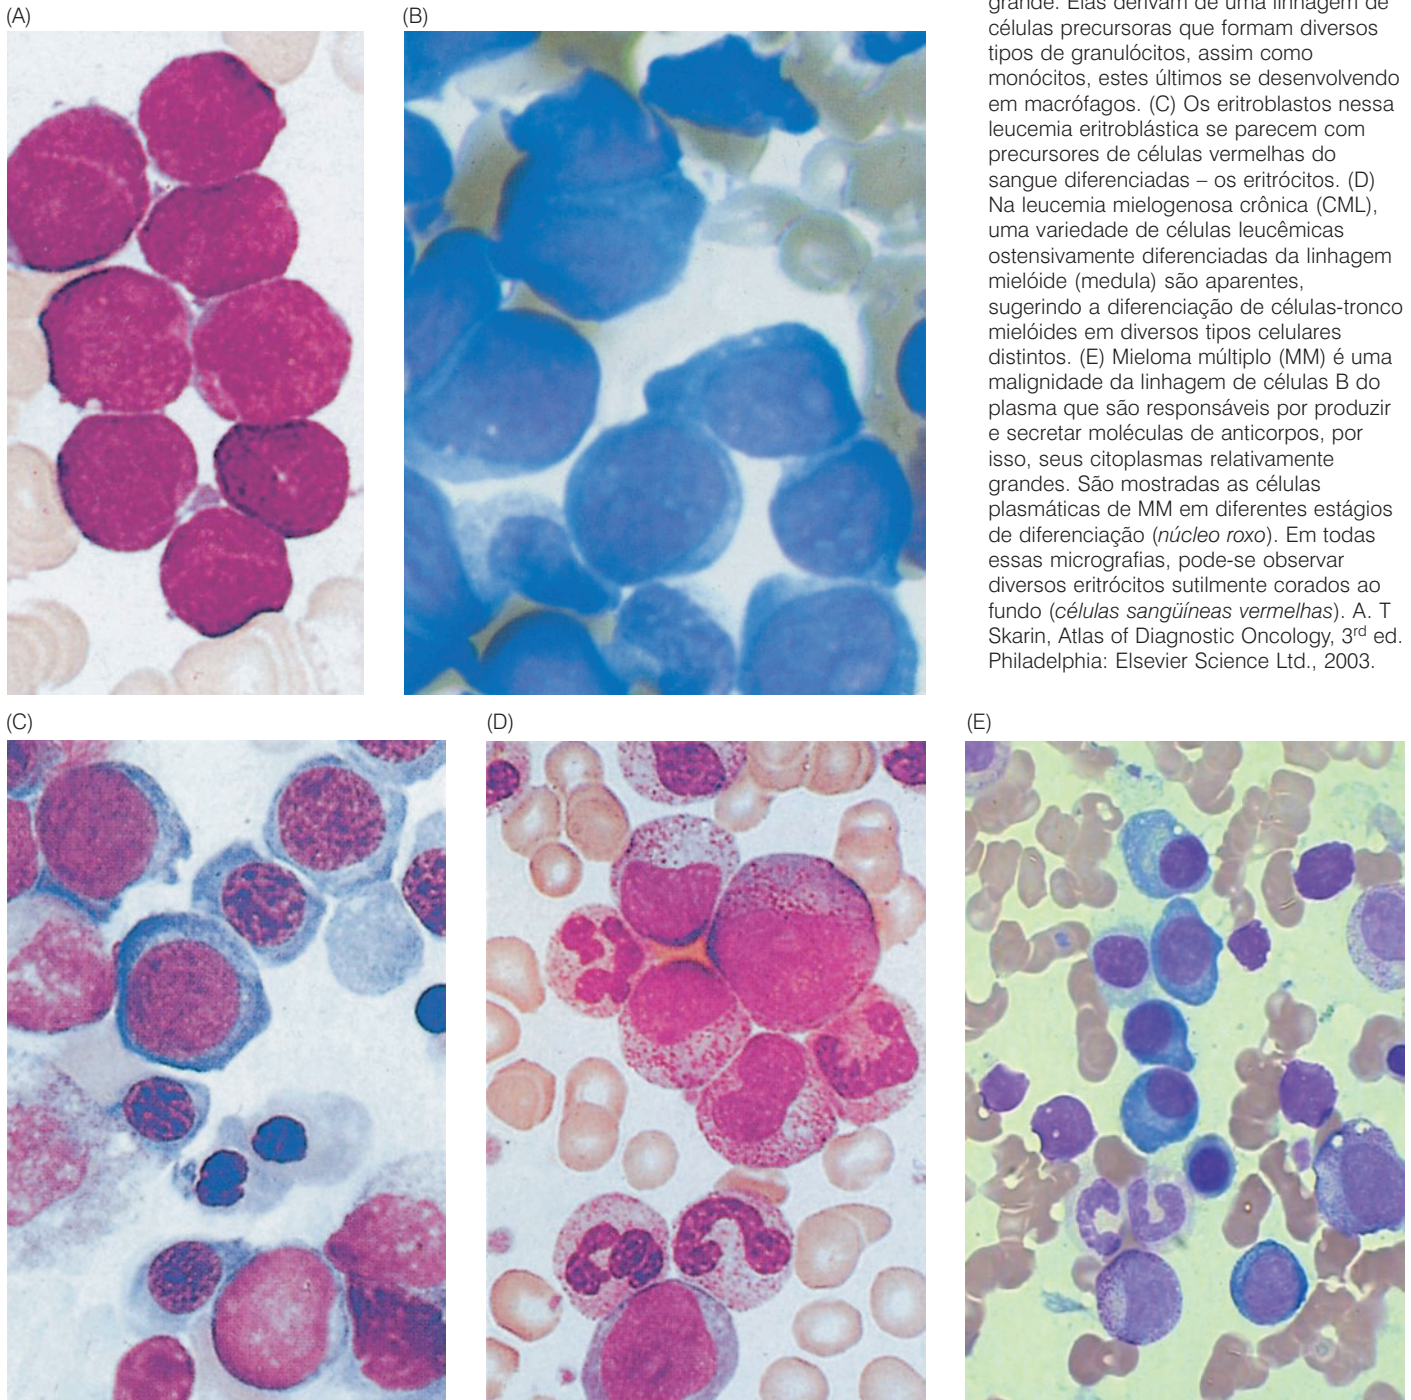 (A)
(B)
grande. Elas derivam de uma linhagem de
células precursoras que formam diversos
tipos de granulócitos, assim como
monócitos, estes últimos se desenvolvendo
em macrófagos. (C) Os eritroblastos nessa
leucemia eritroblástica se parecem com
precursores de células vermelhas do
sangue diferenciadas – os eritrócitos. (D)
Na leucemia mielogenosa crônica (CML),
uma variedade de células leucêmicas
ostensivamente diferenciadas da linhagem
mielóide (medula) são aparentes,
sugerindo a diferenciação de células-tronco
mielóides em diversos tipos celulares
distintos. (E) Mieloma múltiplo (MM) é uma
malignidade da linhagem de células B do
plasma que são responsáveis por produzir
e secretar moléculas de anticorpos, por
isso, seus citoplasmas relativamente
grandes. São mostradas as células
plasmáticas de MM em diferentes estágios
de diferenciação (núcleo roxo). Em todas
essas micrografias, pode-se observar
diversos eritrócitos sutilmente corados ao
fundo (células sangüíneas vermelhas). A. T
Skarin, Atlas of Diagnostic Oncology, 3rd ed.
Philadelphia: Elsevier Science Ltd., 2003.
(C)
(D)
(E)